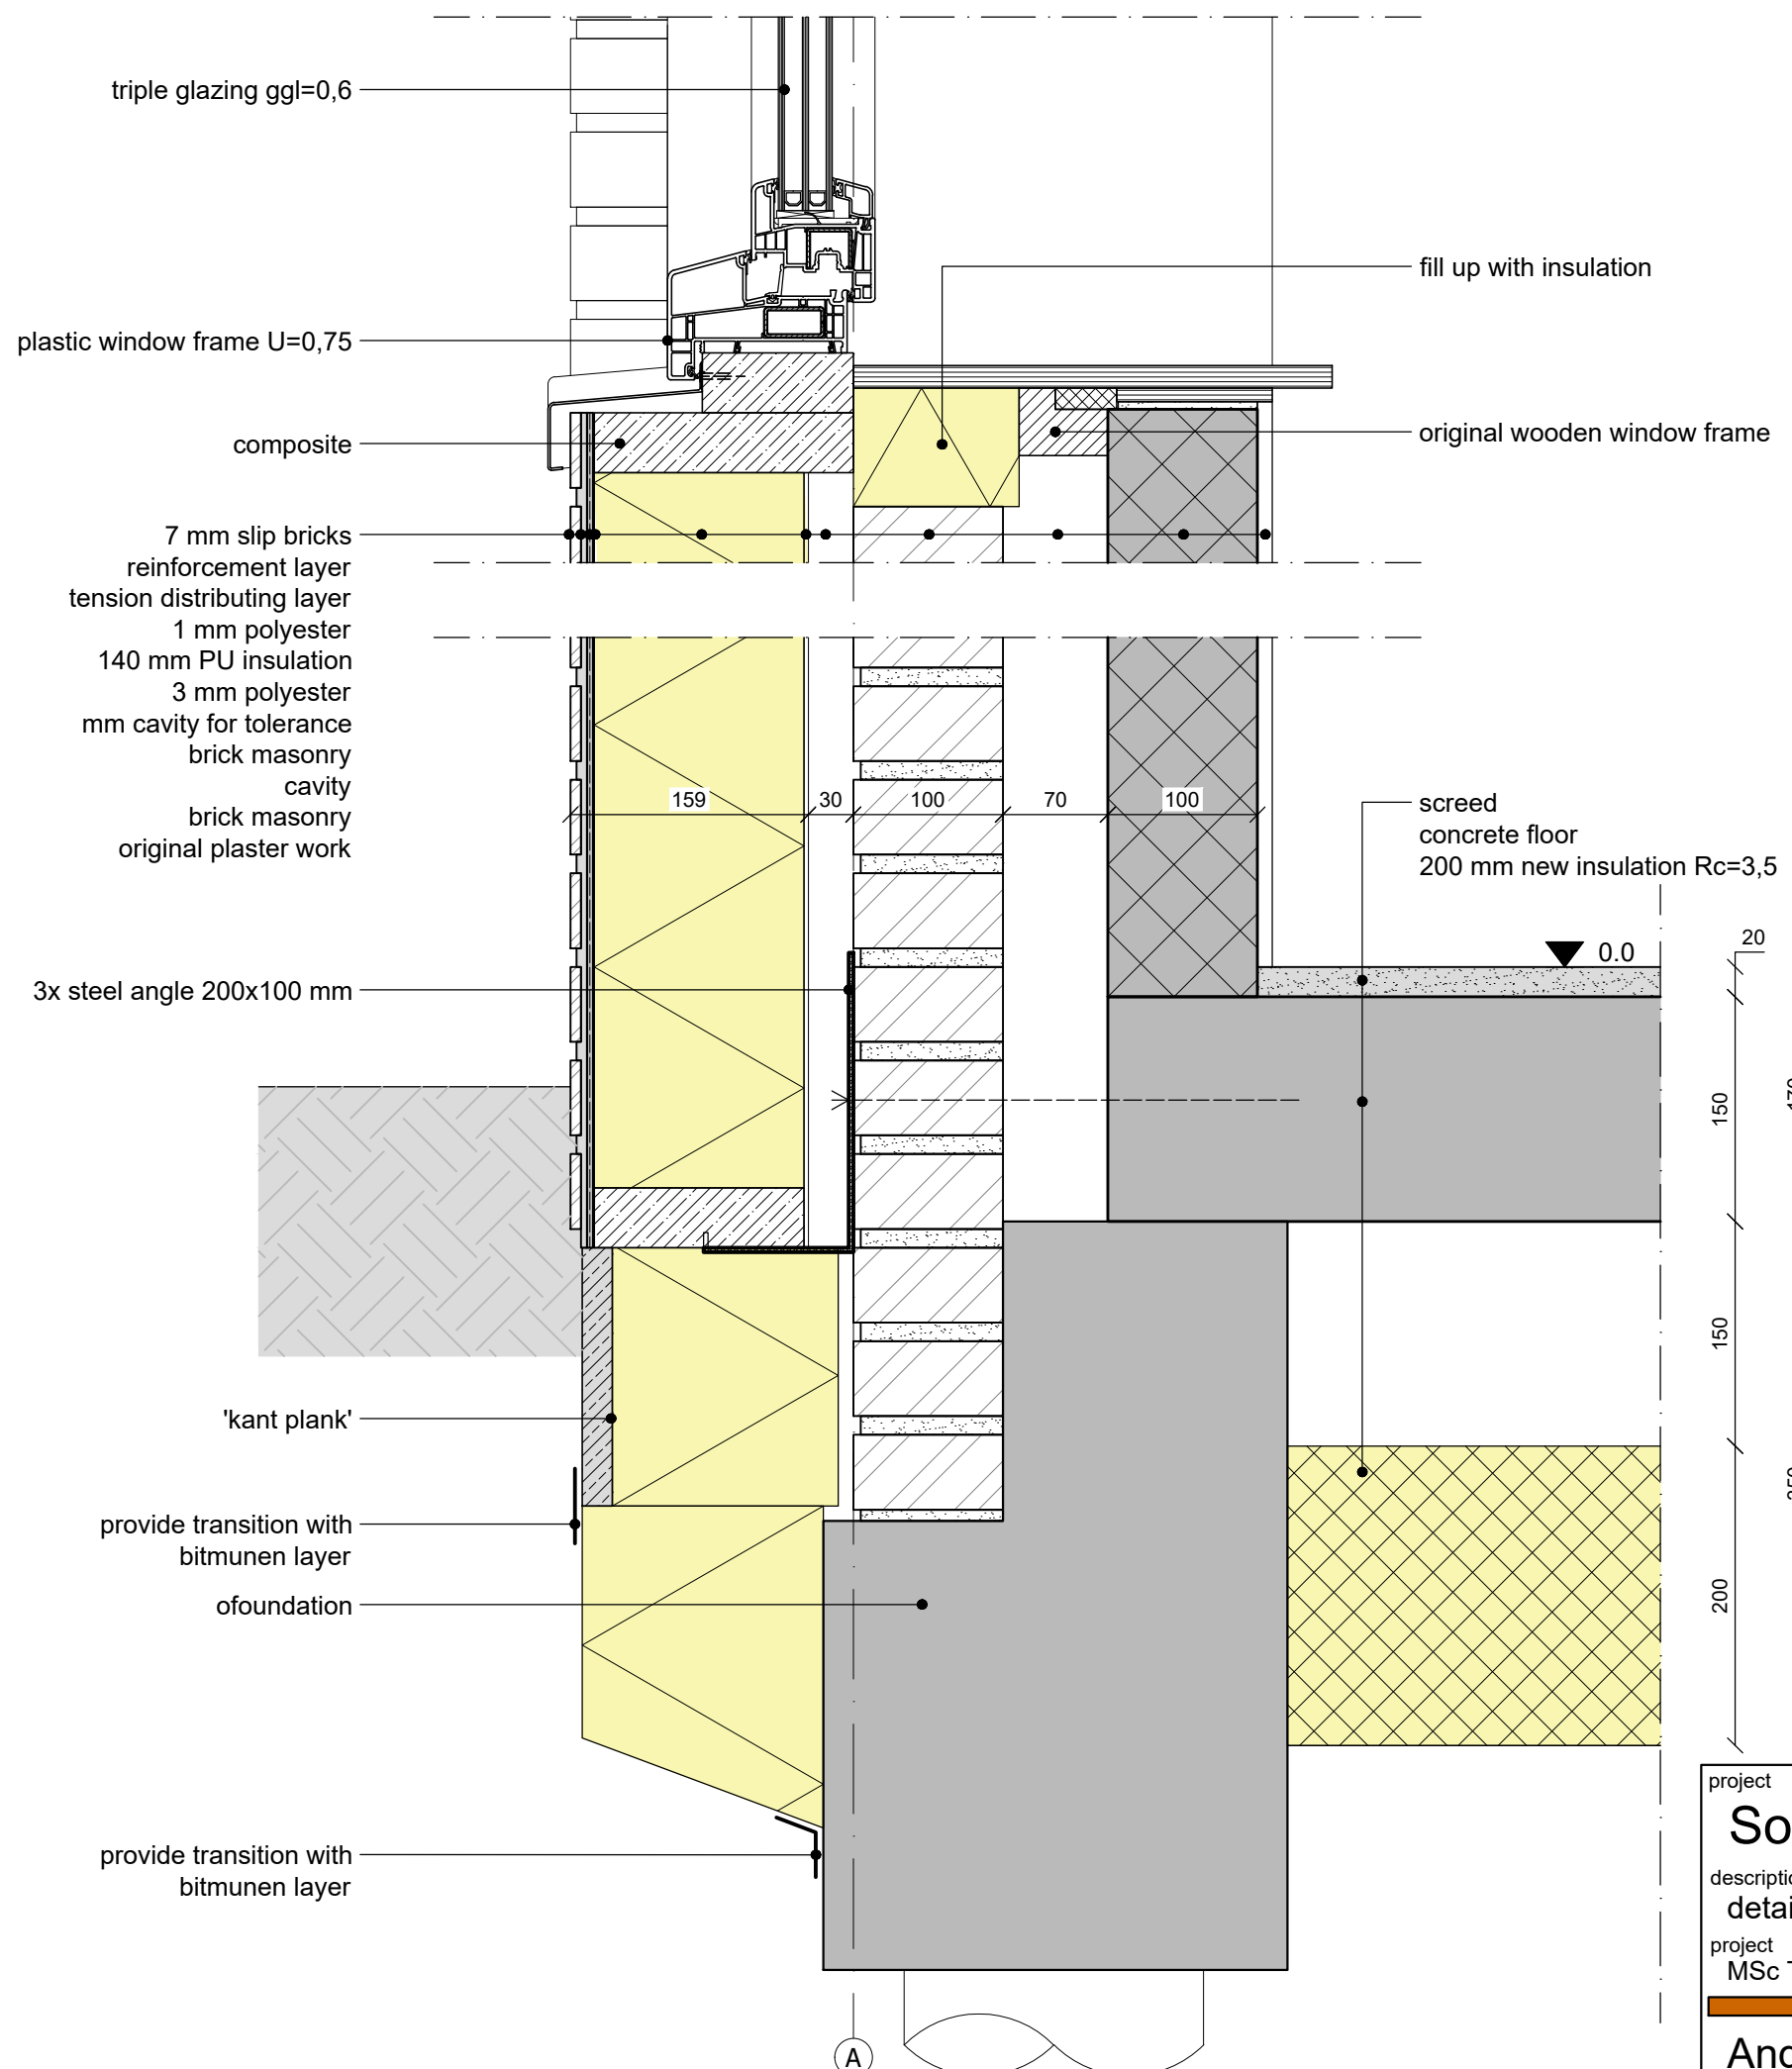 triple glazing ggl=0,6
fill up with insulation
plastic window frame U=0,75
composite
original wooden window frame
7 mm slip bricks
reinforcement layer
tension distributing layer
1 mm polyester
140 mm PU insulation
3 mm polyester
mm cavity for tolerance
brick masonry
cavity
brick masonry
original plaster work
159
30
100
70
100
screed
concrete floor
200 mm new insulation Rc=3,5
20
0.0
3x steel angle 200x100 mm
150
150
'kant plank'
provide transition with
bitmunen layer
200
ofoundation
provide transition with
bitmunen layer
A
project
So
descriptio
detai
project
MSc